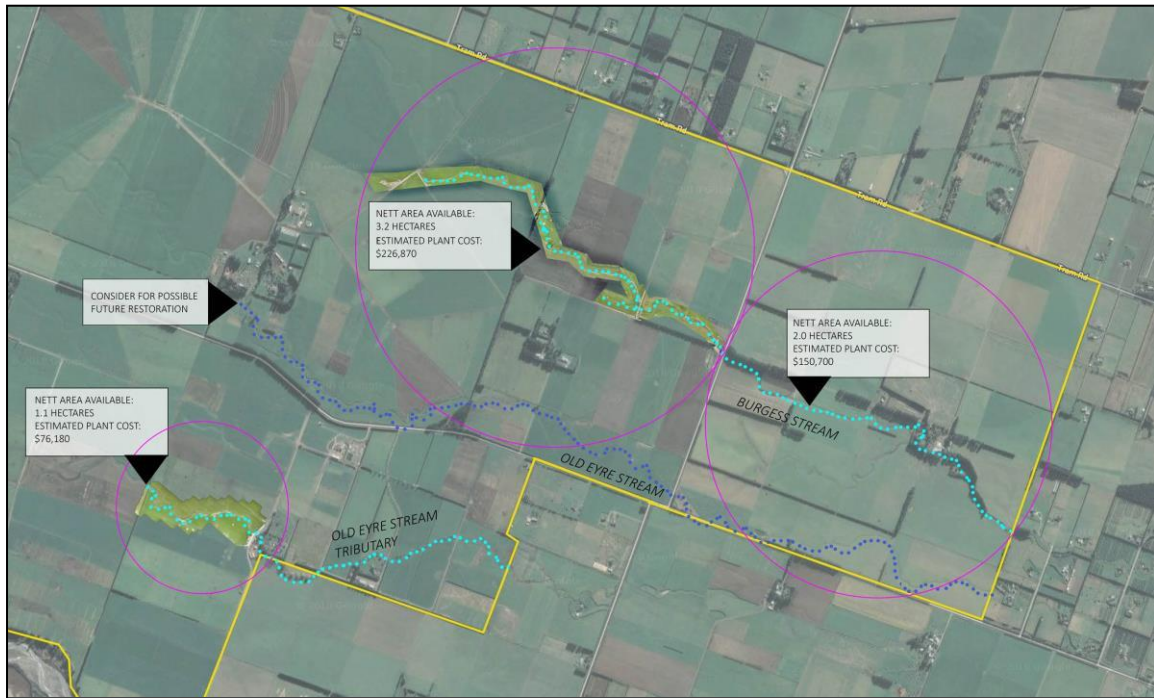 Tram Rd
Tram Rd
Tram Rd
Tram Rd
NETT AREA AVAILABLE:
3.2 HECTARES
ESTIMATED PLANT COST:
$226,870
CONSIDER FOR POSSIBLE
FUTURE RESTORATION
NETT AREA AVAILABLE:
2.0 HECTARES
ESTIMATED PLANT COST:
$150,700
NETT AREA AVAILABLE:
1.1 HECTARES
ESTIMATED PLANT COST:
$76,180
BURGESS STREAM
OLD EYRE STREAM
OLD EYRE STREAM
TRIBUTARY